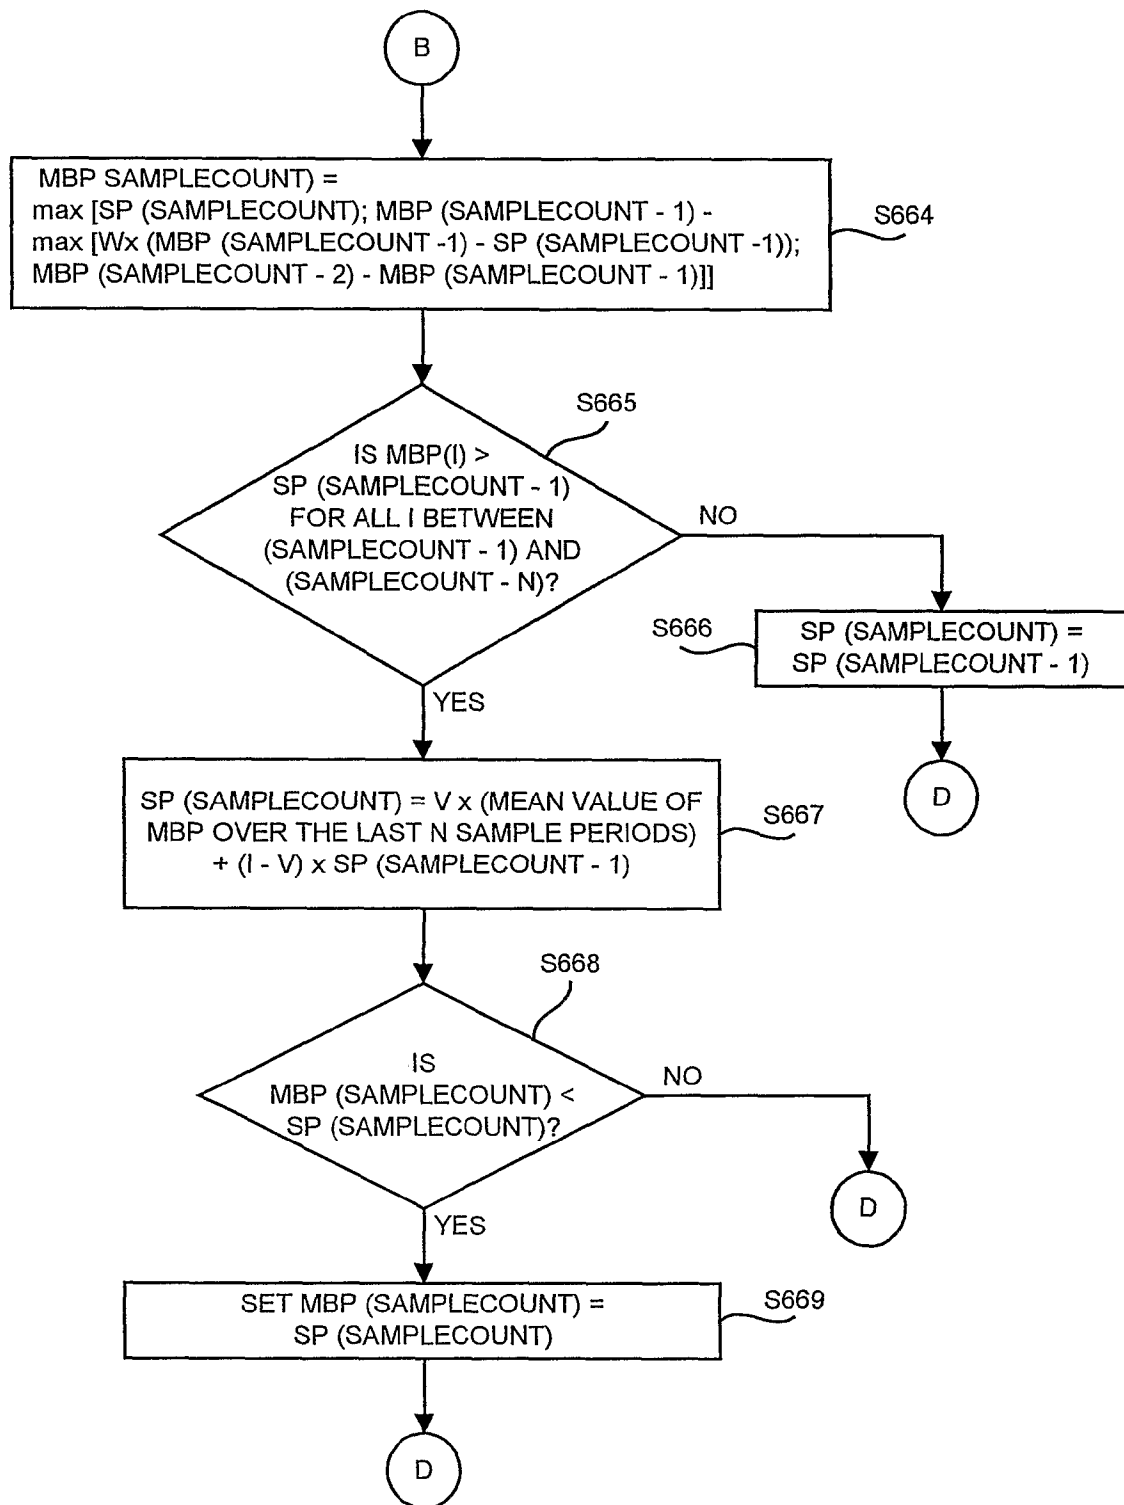 B
MBP SAMPLECOUNT) =
max [SP (SAMPLECOUNT); MBP (SAMPLECOUNT - 1) -
max [Wx (MBP (SAMPLECOUNT -1) - SP (SAMPLECOUNT -1));
MBP (SAMPLECOUNT - 2) - MBP (SAMPLECOUNT - 1)]]
S664
S665
IS MBP(I) >
SP (SAMPLECOUNT - 1)
FOR ALL I BETWEEN
(SAMPLECOUNT - 1) AND
(SAMPLECOUNT - N)?
NO
S666
SP (SAMPLECOUNT) =
SP (SAMPLECOUNT - 1)
D
YES
SP (SAMPLECOUNT) = V x (MEAN VALUE OF
MBP OVER THE LAST N SAMPLE PERIODS)
+ (I - V) x SP (SAMPLECOUNT - 1)
S667
S668
IS
MBP (SAMPLECOUNT) <
SP (SAMPLECOUNT)?
NO
D
YES
SET MBP (SAMPLECOUNT) =
SP (SAMPLECOUNT)
S669
D